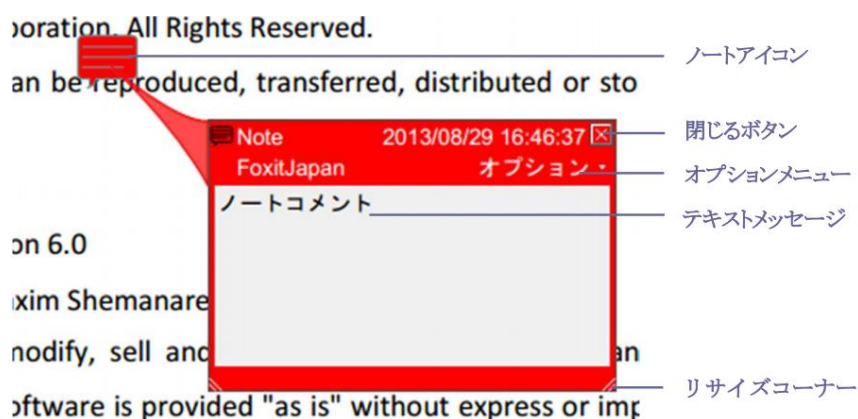 poration. All Rights Reserved.
ノートアイコン
an be reproduced, transferred, distributed or sto
Note 2013/08/29 16:46:37
閉じるボタン
FoxitJapan オプション
オプションメニュー
ノートコメント
テキストメッセージ
on 6.0
xim Shemanare
modify, sell and an
リサイズコーナー
oftware is provided "as is" without express or imp